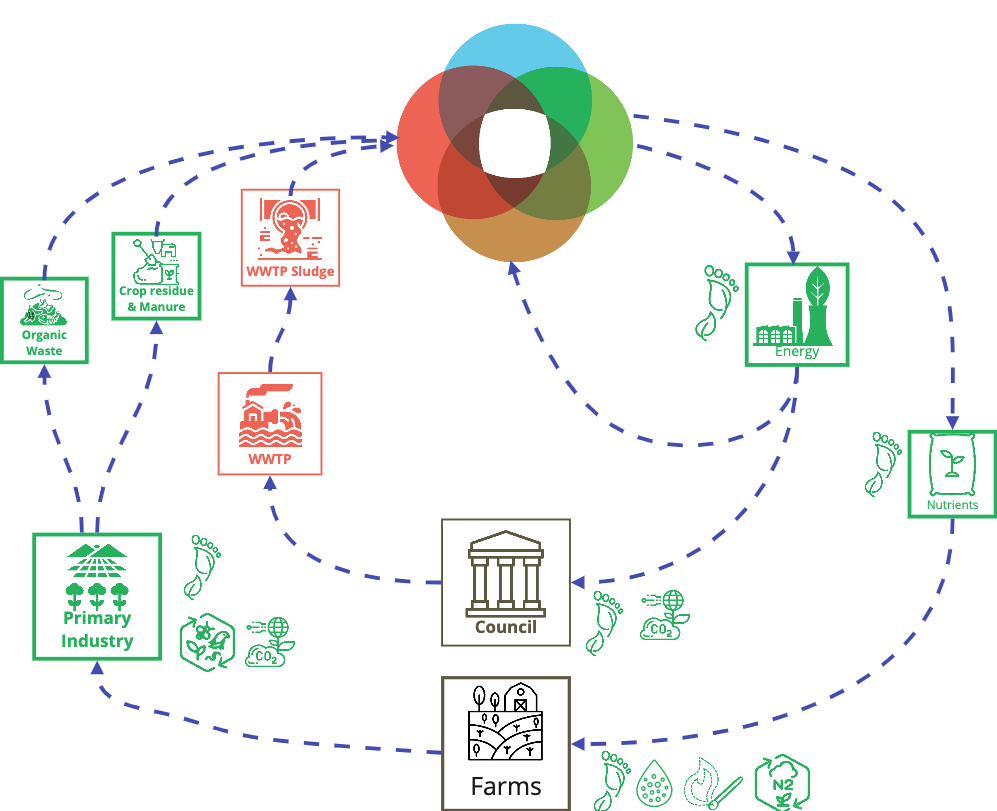 WWTP Sludge
Crop residue
& Manure
Organic
Waste
Energy
WWTP
Nutrients
Primary
Industry
CO2
Council
CO2
Farms
N2